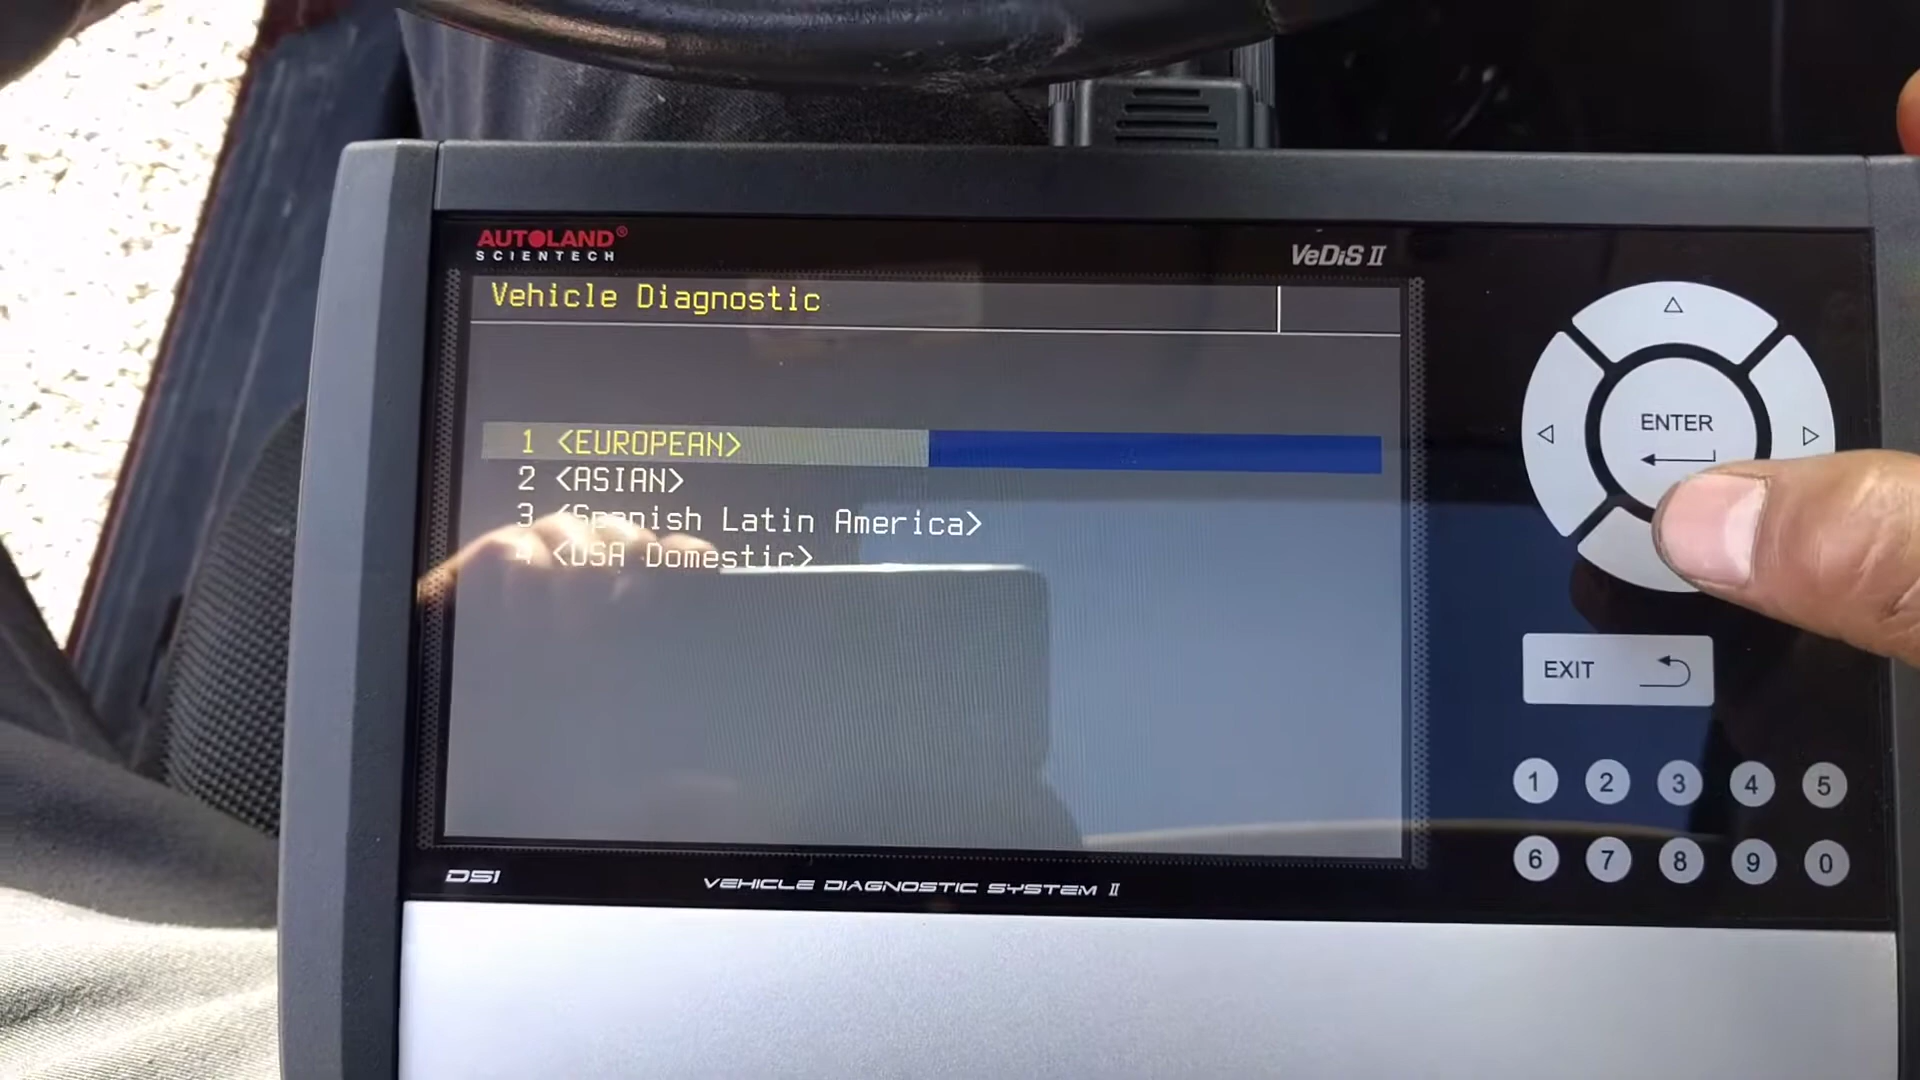 AUTOLAND®
SCIENTECH
VeDiS II
Vehicle Diagnostic
1 <EUROPEAN>
2 <ASIAN>
3 <Spanish Latin America>
4 <USA Domestic>
ENTER
EXIT
1 2 3 4 5
6 7 8 9 0
DS1
VEHICLE DIAGNOSTIC SYSTEM II